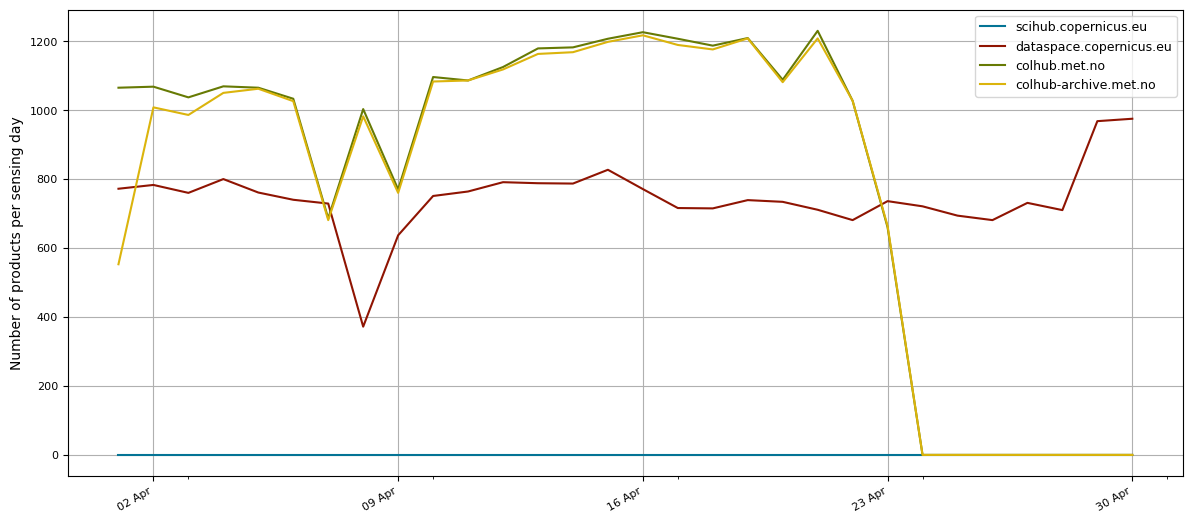 scihub.copernicus.eu
dataspace.copernicus.eu
colhub.met.no
colhub-archive.met.no
Number of products per sensing day
1200
1000
800
600
400
200
0
02 Apr
09 Apr
16 Apr
23 Apr
30 Apr